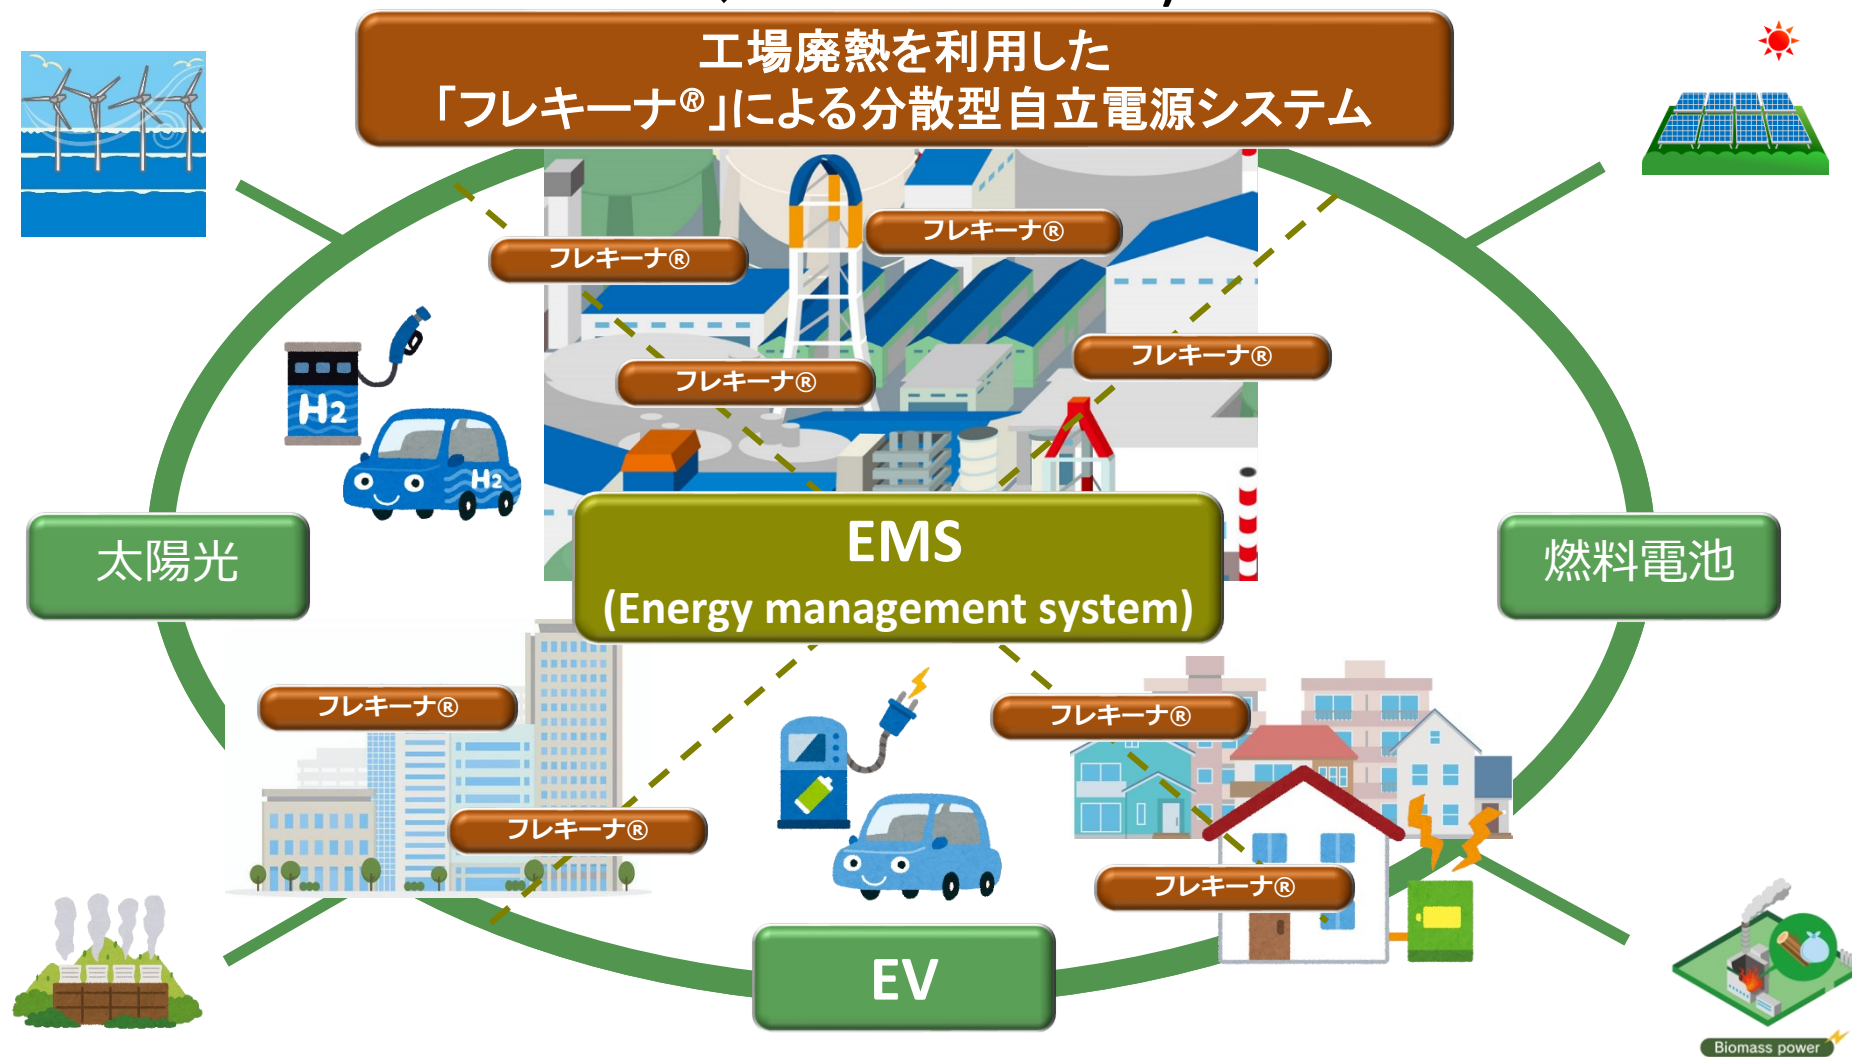 工場廃熱を利用した
「フレキーナ®」による分散型自立電源システム
フレキーナ®
フレキーナ®
フレキーナ®
フレキーナ®
H2
H2
太陽光
EMS
(Energy management system)
燃料電池
フレキーナ®
フレキーナ®
フレキーナ®
フレキーナ®
EV
Biomass power